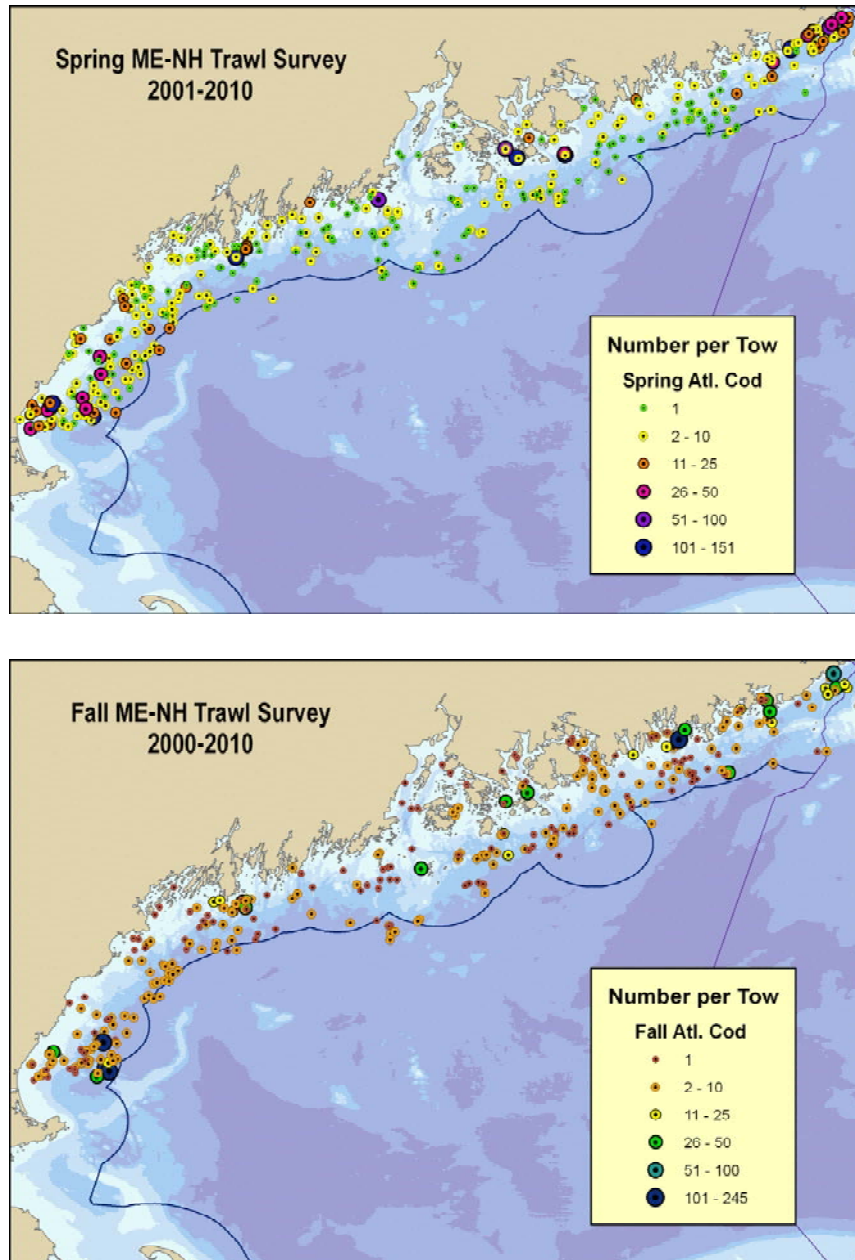 Spring ME-NH Trawl Survey
2001-2010
Number per Tow
Spring Atl. Cod
1
2 - 10
11 - 25
26 - 50
51 - 100
101 - 151
Fall ME-NH Trawl Survey
2000-2010
Number per Tow
Fall Atl. Cod
1
2 - 10
11 - 25
26 - 50
51 - 100
101 - 245